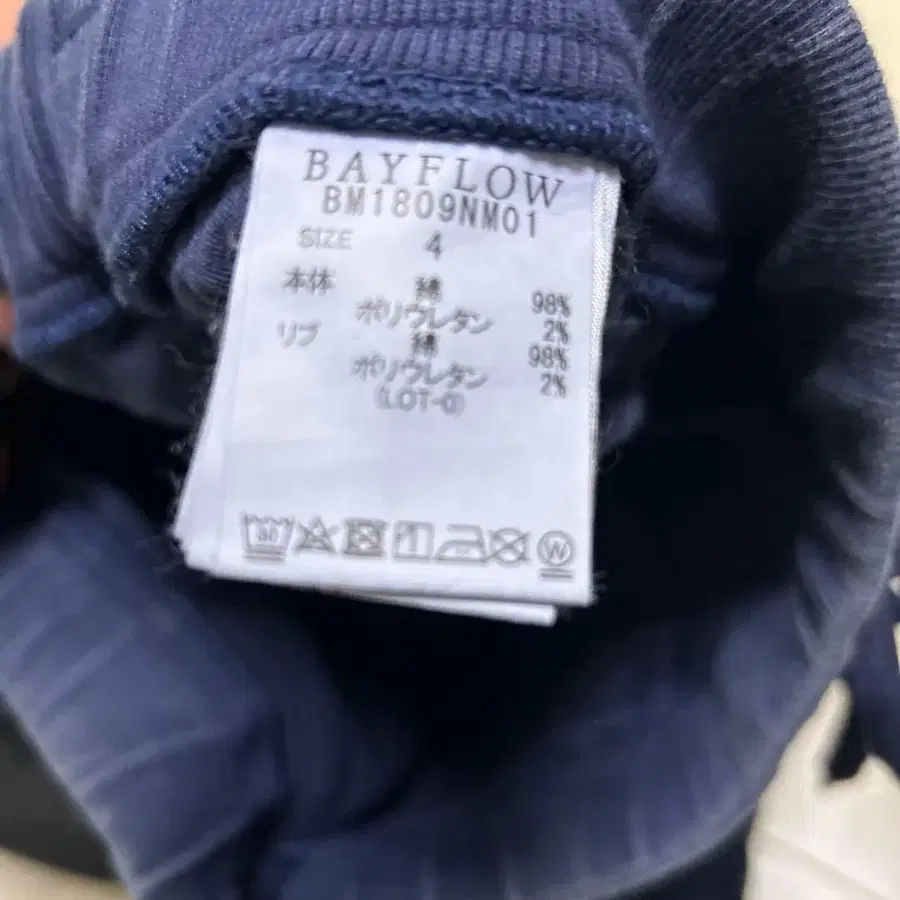 BAYFLOW
BM1809NM01
SIZE 4
本体 綿 98%
ポリウレタン 2%
リブ 綿 98%
ポリウレタン 2%
(LOT-0)